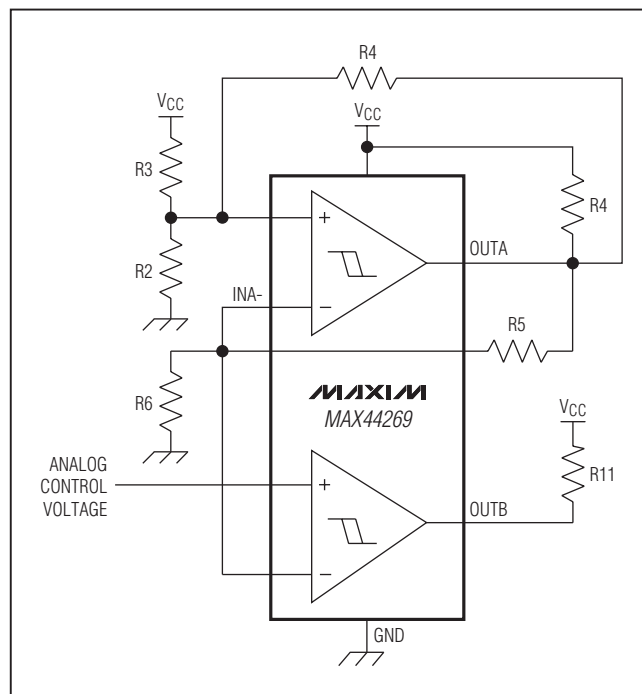 R4
VCC
VCC
R3
R4
+
OUTA
R2
INA-
−
R5
R6
MAXIM
MAX44269
VCC
ANALOG
CONTROL
VOLTAGE
+
R11
OUTB
−
GND